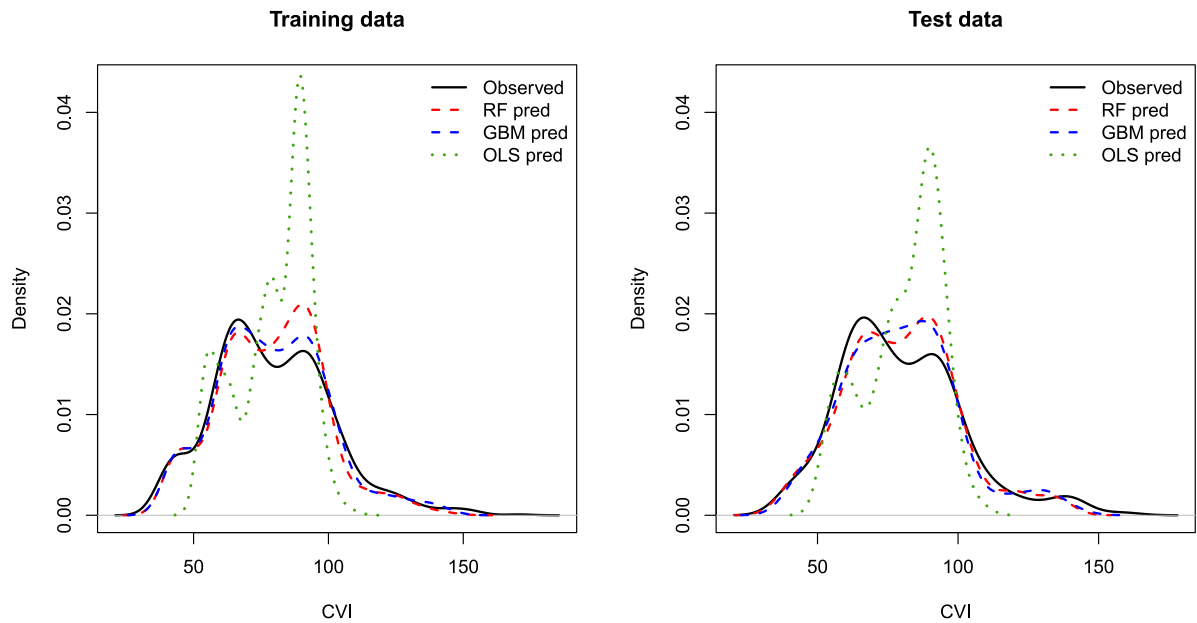 Training data
Observed
RF pred
GBM pred
OLS pred
0.04
0.03
0.02
0.01
0.00
Density
50
100
150
CVI
Test data
Observed
RF pred
GBM pred
OLS pred
0.04
0.03
0.02
0.01
0.00
Density
50
100
150
CVI